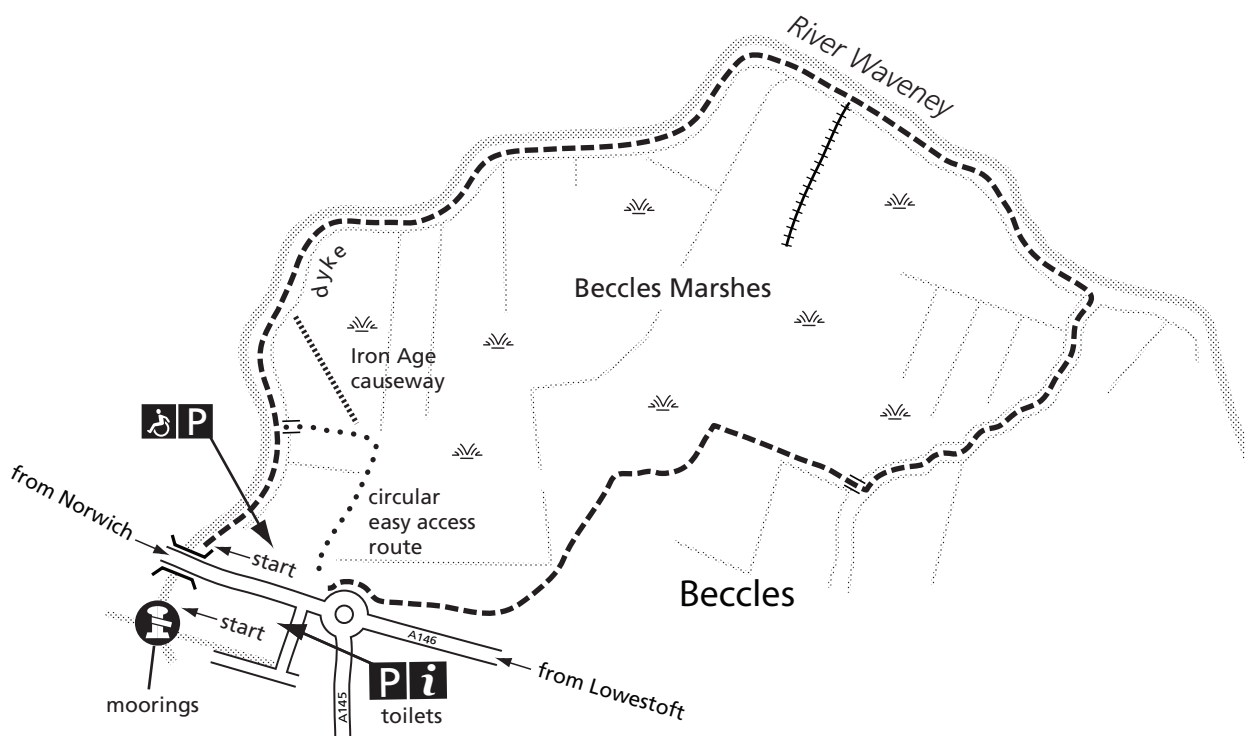 River Waveney
dyke
Beccles Marshes
Iron Age
causeway
P
from Norwich
circular
easy access
route
start
Beccles
start
A146
from Lowestoft
P i
moorings
A145
toilets